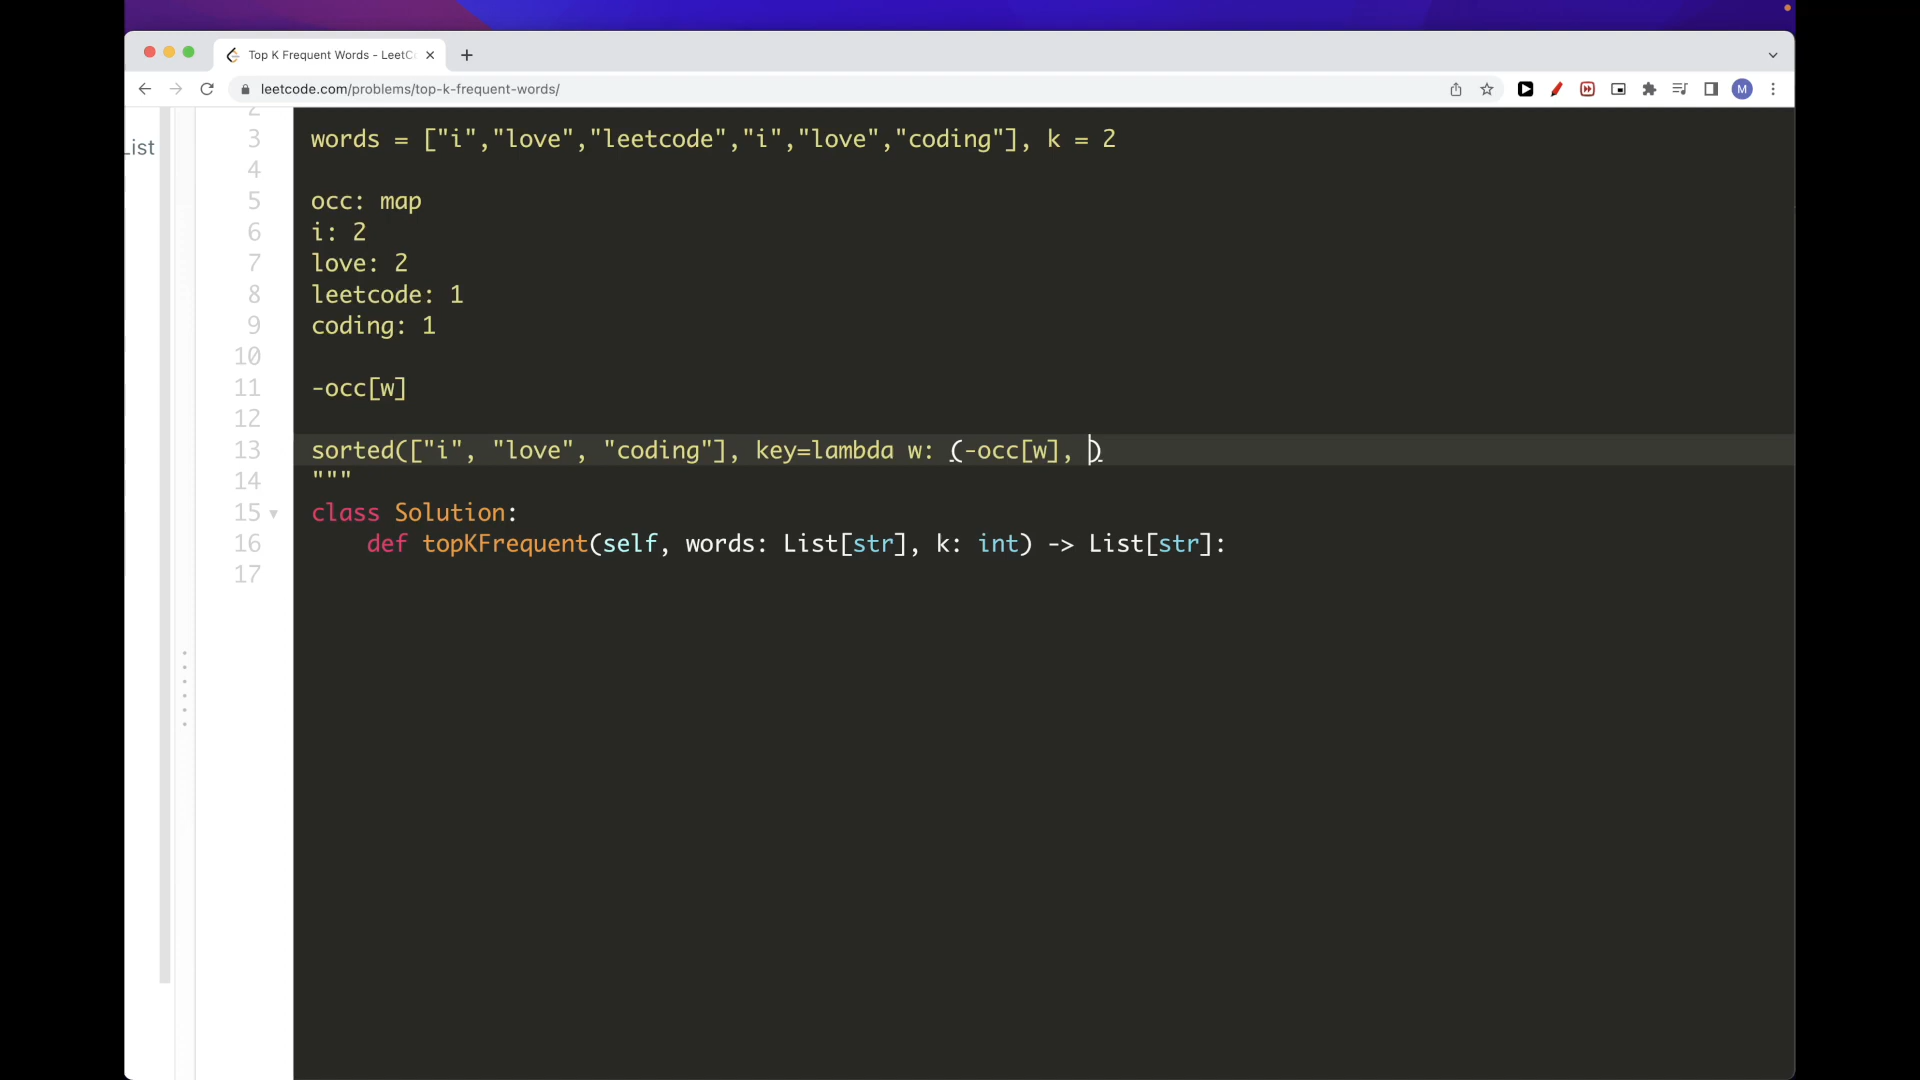 Top K Frequent Words - LeetC
leetcode.com/problems/top-k-frequent-words/
M
List
2
3 words = ["i","love","leetcode","i","love","coding"], k = 2
4
5 occ: map
6 i: 2
7 love: 2
8 leetcode: 1
9 coding: 1
10
11 -occ[w]
12
13 sorted(["i", "love", "coding"], key=lambda w: (-occ[w], )
14 """
15 class Solution:
16 def topKFrequent(self, words: List[str], k: int) -> List[str]:
17